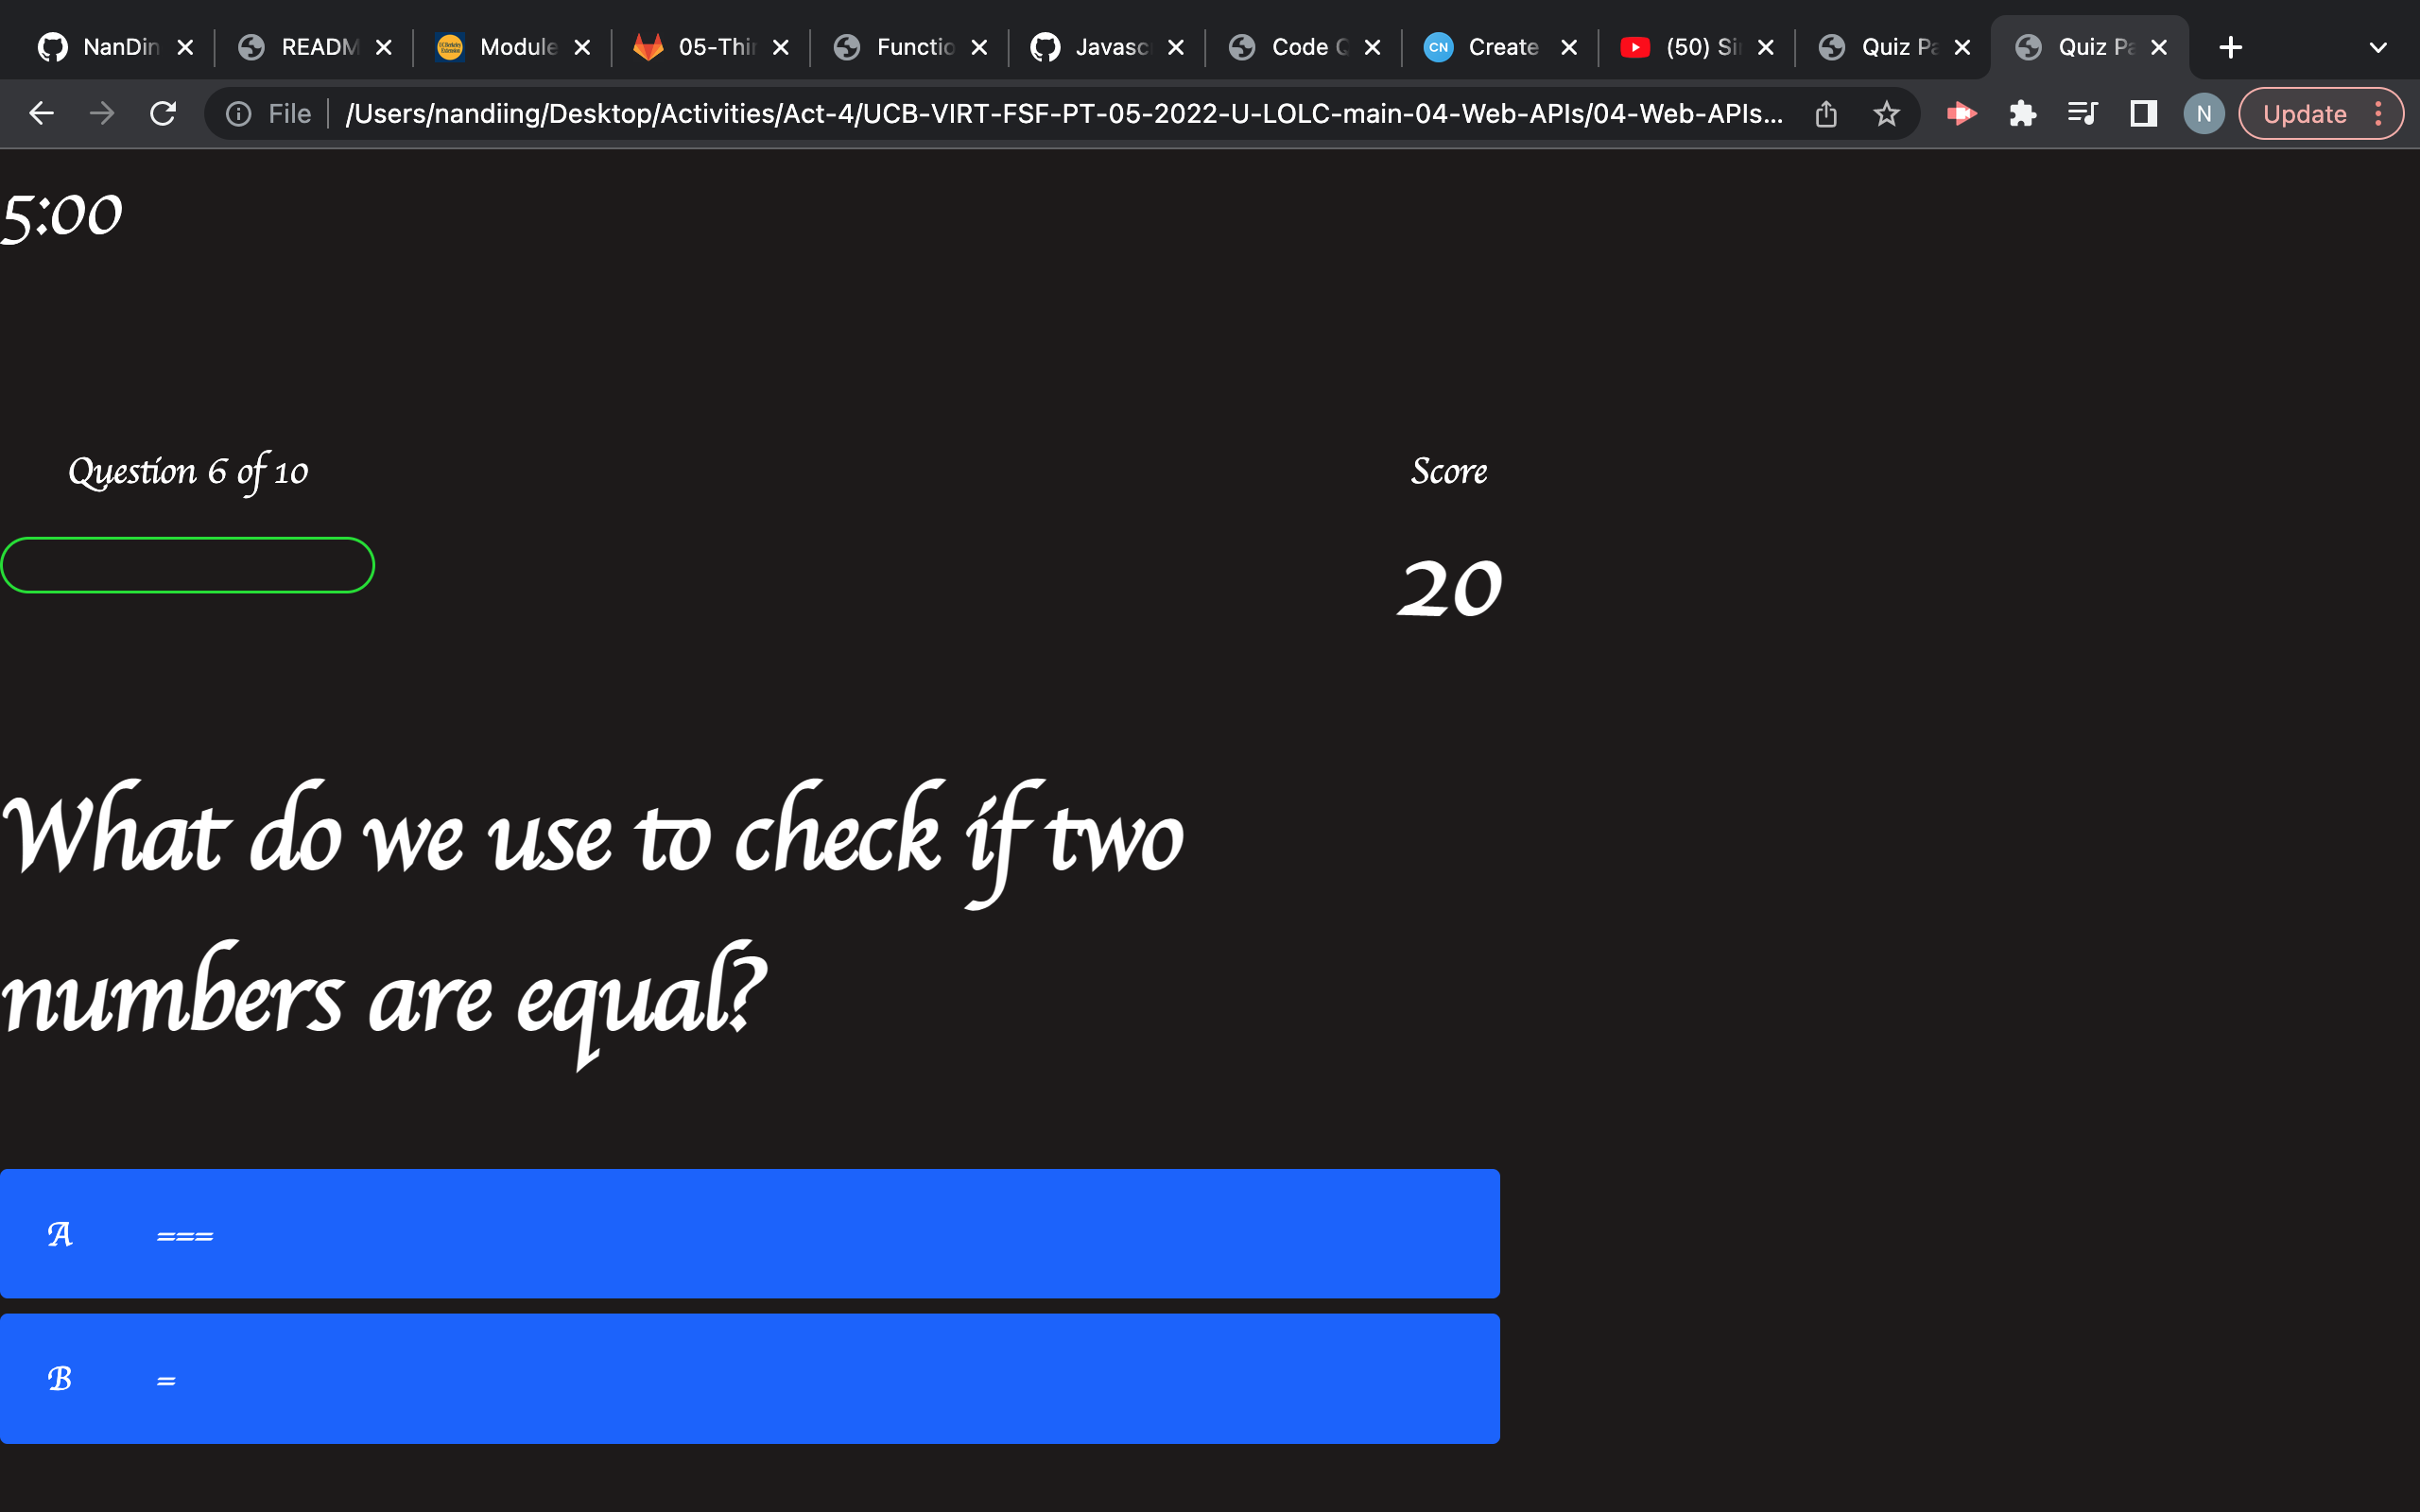 NanDin
READM
Module
05-Thir
Functio
Javasc
Code Q
CN Create
(50) Si
Quiz Pa
Quiz Pa
File /Users/nandiing/Desktop/Activities/Act-4/UCB-VIRT-FSF-PT-05-2022-U-LOLC-main-04-Web-APIs/04-Web-APIs... N Update
5:00
Question 6 of 10
Score
20
What do we use to check if two
numbers are equal?
A ===
B =